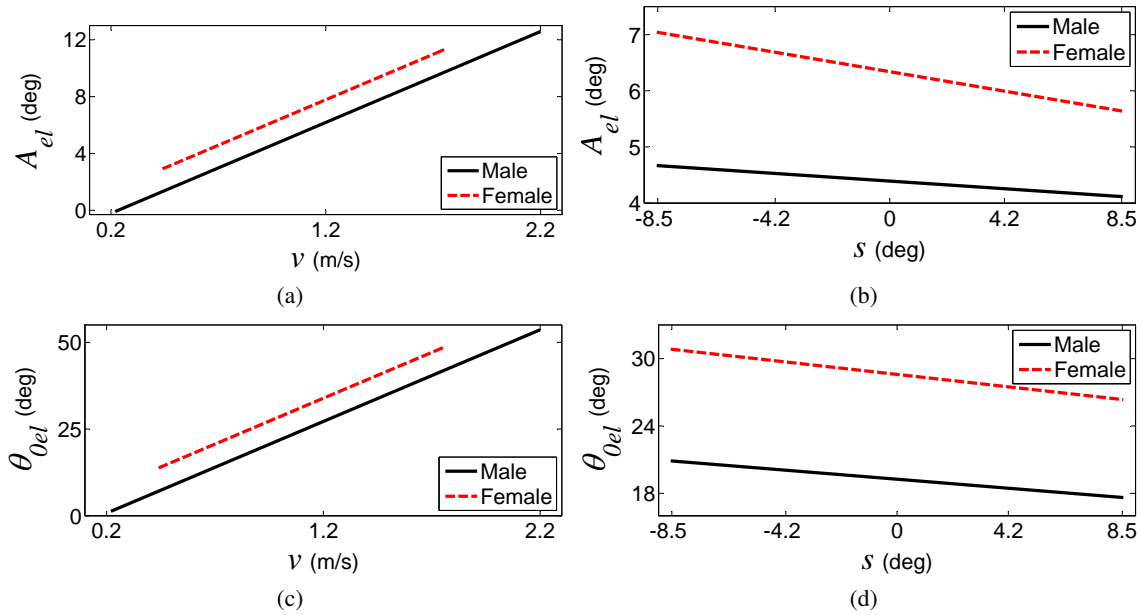 12
8
4
0
A_el (deg)
Male
Female
0.2
1.2
2.2
v (m/s)
(a)
7
6
5
4
A_el (deg)
Male
Female
-8.5
-4.2
0
4.2
8.5
s (deg)
(b)
50
25
0
θ_0el (deg)
Male
Female
0.2
1.2
2.2
v (m/s)
(c)
30
24
18
θ_0el (deg)
Male
Female
-8.5
-4.2
0
4.2
8.5
s (deg)
(d)